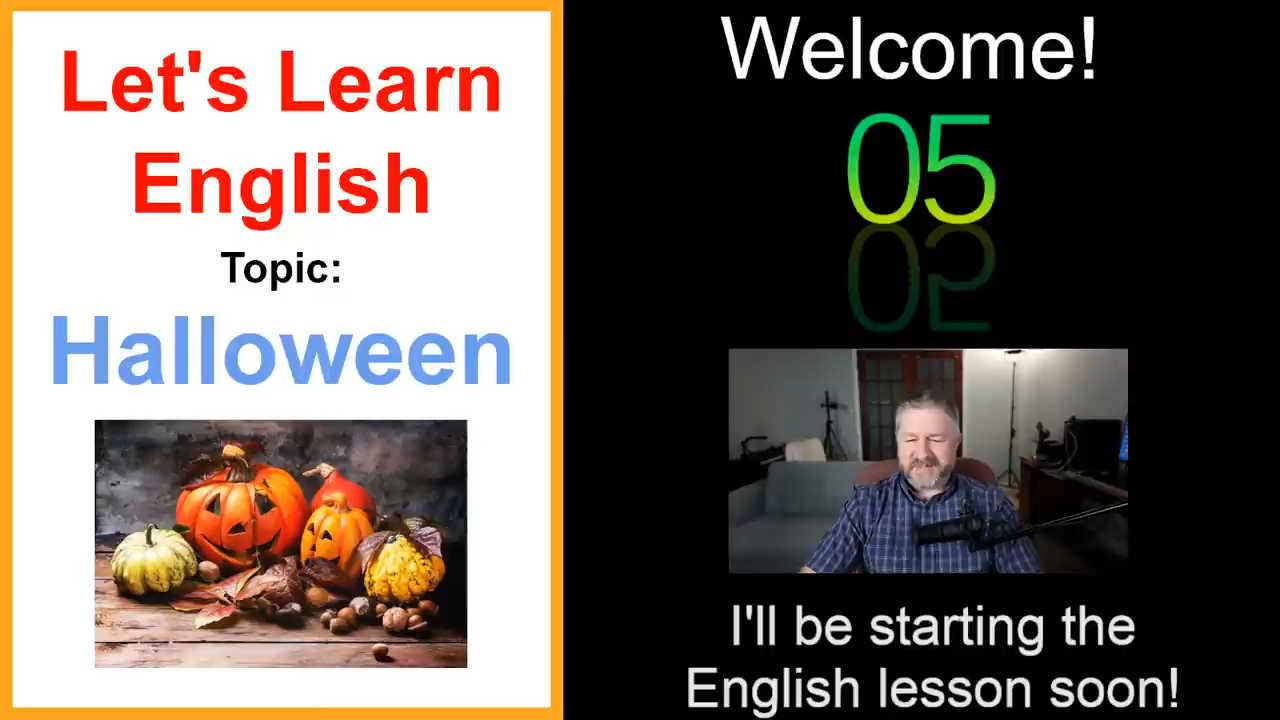 Let's Learn
English
Topic:
Halloween
Welcome!
05
I'll be starting the
English lesson soon!